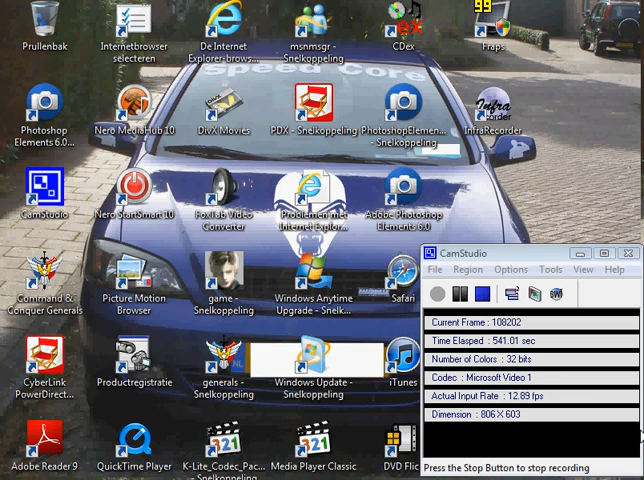 99
Speed Core
Prullenbak
Internetbrowser
selecteren
De Internet
Explorer-brows...
msnmsgr -
Snelkoppeling
CDex
Fraps
Photoshop
Elements 6.0...
Nero MediaHub 10
DivX Movies
PDX - Snelkoppeling
PhotoshopElemen...
- Snelkoppeling
InfraRecorder
CamStudio
Nero StartSmart 10
FoxTab Video
Converter
Problemen met
Internet Explor...
Adobe Photoshop
Elements 6.0
Command &
Conquer Generals
Picture Motion
Browser
game -
Snelkoppeling
Windows Anytime
Upgrade - Snelk...
Safari
CyberLink
PowerDirect...
Productregistratie
generals -
Snelkoppeling
NL
Windows Update -
Snelkoppeling
iTunes
Adobe Reader 9
QuickTime Player
K-Lite_Codec_Pac...
- Snelkoppeling
Media Player Classic
DVD Flic
CamStudio
File Region Options Tools View Help
Current Frame : 108202
Time Elasped : 541.01 sec
Number of Colors : 32 bits
Codec : Microsoft Video 1
Actual Input Rate : 12.89 fps
Dimension : 806 X 603
Press the Stop Button to stop recording